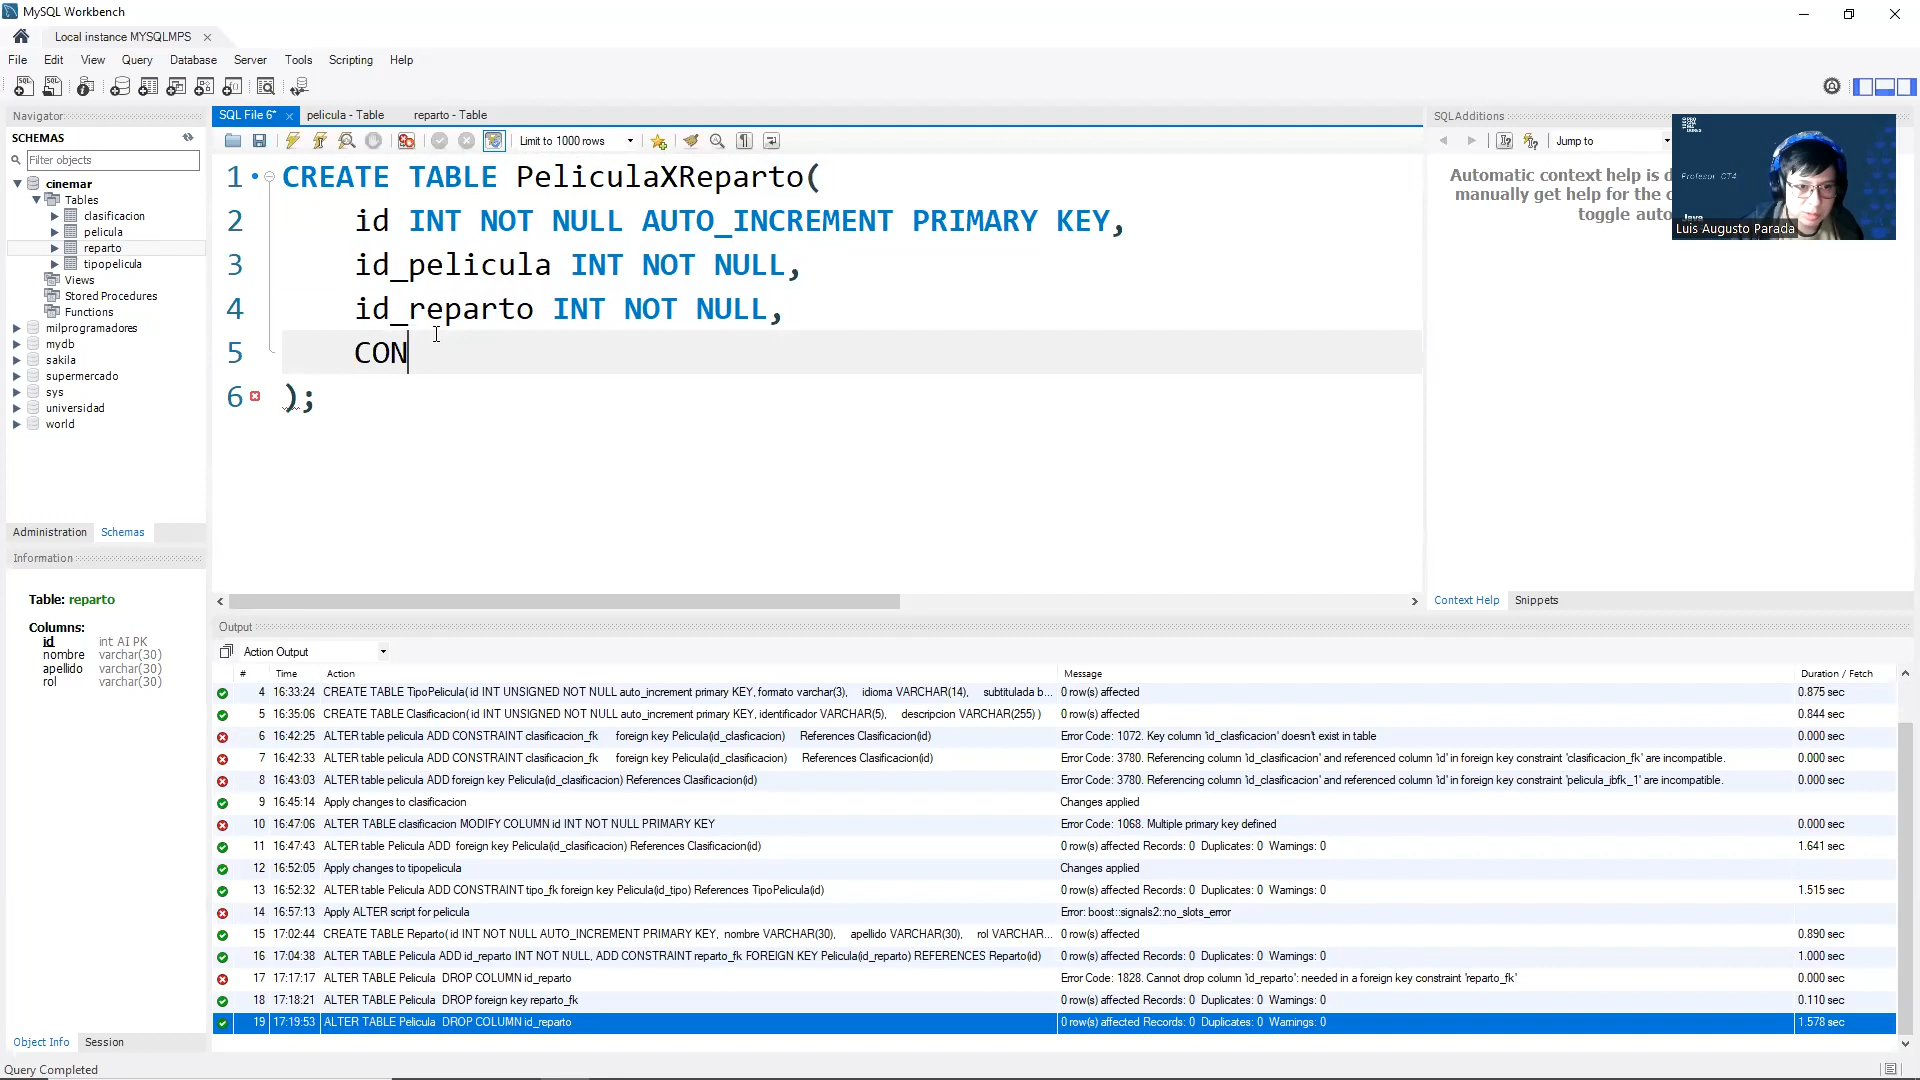 MySQL Workbench
Local instance MYSQLMPS
File Edit View Query Database Server Tools Scripting Help
Navigator
SCHEMAS
Filter objects
cinemar
Tables
clasificacion
pelicula
reparto
tipopelicula
Views
Stored Procedures
Functions
milprogramadores
mydb
sakila
supermercado
sys
universidad
world
Administration Schemas
Information
Table: reparto
Columns:
id int AI PK
nombre varchar(30)
apellido varchar(30)
rol varchar(30)
Object Info Session
Query Completed
SQL File 6* pelicula - Table reparto - Table
Limit to 1000 rows
1 CREATE TABLE PeliculaXReparto(
2 id INT NOT NULL AUTO_INCREMENT PRIMARY KEY,
3 id_pelicula INT NOT NULL,
4 id_reparto INT NOT NULL,
5 CON
6 );
SQLAdditions
Jump to
Automatic context help is d
manually get help for the c
toggle auto
Profesor CT4
Java
Luis Augusto Parada
Context Help Snippets
Output
Action Output
# Time Action Message Duration / Fetch
4 16:33:24 CREATE TABLE TipoPelicula( id INT UNSIGNED NOT NULL auto_increment primary KEY, formato varchar(3), idioma VARCHAR(14), subtitulada b... 0 row(s) affected 0.875 sec
5 16:35:06 CREATE TABLE Clasificacion( id INT UNSIGNED NOT NULL auto_increment primary KEY, identificador VARCHAR(5), descripcion VARCHAR(255) ) 0 row(s) affected 0.844 sec
6 16:42:25 ALTER table pelicula ADD CONSTRAINT clasificacion_fk foreign key Pelicula(id_clasficacion) References Clasificacion(id) Error Code: 1072. Key column 'id_clasficacion' doesn't exist in table 0.000 sec
7 16:42:33 ALTER table pelicula ADD CONSTRAINT clasificacion_fk foreign key Pelicula(id_clasificacion) References Clasificacion(id) Error Code: 3780. Referencing column 'id_clasificacion' and referenced column 'id' in foreign key constraint 'clasificacion_fk' are incompatible. 0.000 sec
8 16:43:03 ALTER table pelicula ADD foreign key Pelicula(id_clasificacion) References Clasificacion(id) Error Code: 3780. Referencing column 'id_clasificacion' and referenced column 'id' in foreign key constraint 'pelicula_ibfk_1' are incompatible. 0.000 sec
9 16:45:14 Apply changes to clasificacion Changes applied
10 16:47:06 ALTER TABLE clasificacion MODIFY COLUMN id INT NOT NULL PRIMARY KEY Error Code: 1068. Multiple primary key defined 0.000 sec
11 16:47:43 ALTER table Pelicula ADD foreign key Pelicula(id_clasificacion) References Clasificacion(id) 0 row(s) affected Records: 0 Duplicates: 0 Warnings: 0 1.641 sec
12 16:52:05 Apply changes to tipopelicula Changes applied
13 16:52:32 ALTER table Pelicula ADD CONSTRAINT tipo_fk foreign key Pelicula(id_tipo) References TipoPelicula(id) 0 row(s) affected Records: 0 Duplicates: 0 Warnings: 0 1.515 sec
14 16:57:13 Apply ALTER script for pelicula Error: boost::signals2::no_slots_error
15 17:02:44 CREATE TABLE Reparto( id INT NOT NULL AUTO_INCREMENT PRIMARY KEY, nombre VARCHAR(30), apellido VARCHAR(30), rol VARCHAR... 0 row(s) affected 0.890 sec
16 17:04:38 ALTER TABLE Pelicula ADD id_reparto INT NOT NULL, ADD CONSTRAINT reparto_fk FOREIGN KEY Pelicula(id_reparto) REFERENCES Reparto(id) 0 row(s) affected Records: 0 Duplicates: 0 Warnings: 0 1.000 sec
17 17:17:17 ALTER TABLE Pelicula DROP COLUMN id_reparto Error Code: 1828. Cannot drop column 'id_reparto': needed in a foreign key constraint 'reparto_fk' 0.000 sec
18 17:18:21 ALTER TABLE Pelicula DROP foreign key reparto_fk 0 row(s) affected Records: 0 Duplicates: 0 Warnings: 0 0.110 sec
19 17:19:53 ALTER TABLE Pelicula DROP COLUMN id_reparto 0 row(s) affected Records: 0 Duplicates: 0 Warnings: 0 1.578 sec